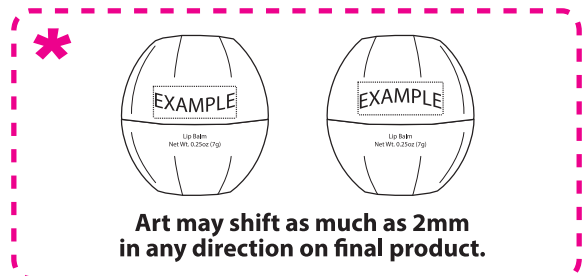 *
EXAMPLE
Lip Balm
Net Wt. 0.25oz (7g)
EXAMPLE
Lip Balm
Net Wt. 0.25oz (7g)
Art may shift as much as 2mm
in any direction on final product.